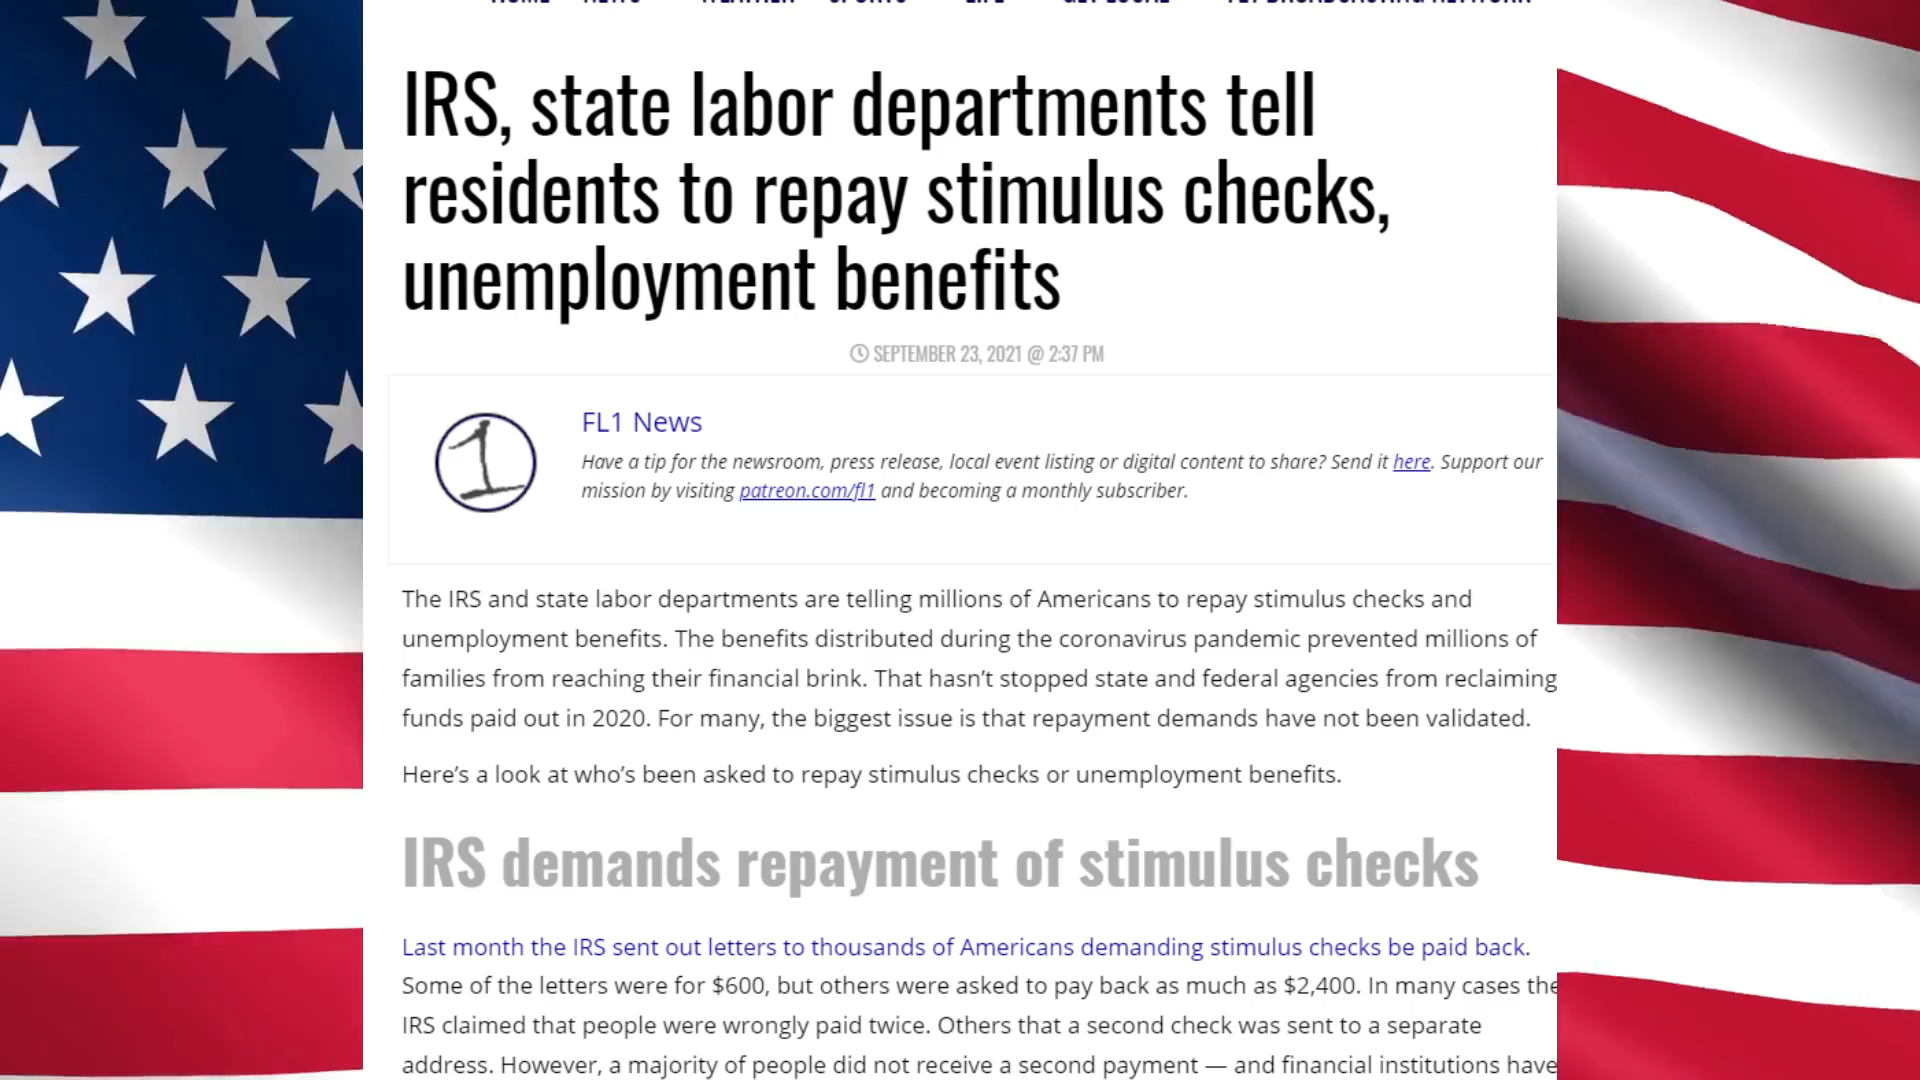 HOME NEWS WEATHER SPORTS LIFE GET LOCAL FL1 BROADCASTING NETWORK
IRS, state labor departments tell
residents to repay stimulus checks,
unemployment benefits
SEPTEMBER 23, 2021 @ 2:37 PM
FL1 News
Have a tip for the newsroom, press release, local event listing or digital content to share? Send it here. Support our
mission by visiting patreon.com/fl1 and becoming a monthly subscriber.
The IRS and state labor departments are telling millions of Americans to repay stimulus checks and
unemployment benefits. The benefits distributed during the coronavirus pandemic prevented millions of
families from reaching their financial brink. That hasn’t stopped state and federal agencies from reclaiming
funds paid out in 2020. For many, the biggest issue is that repayment demands have not been validated.
Here’s a look at who’s been asked to repay stimulus checks or unemployment benefits.
IRS demands repayment of stimulus checks
Last month the IRS sent out letters to thousands of Americans demanding stimulus checks be paid back.
Some of the letters were for $600, but others were asked to pay back as much as $2,400. In many cases the
IRS claimed that people were wrongly paid twice. Others that a second check was sent to a separate
address. However, a majority of people did not receive a second payment — and financial institutions have